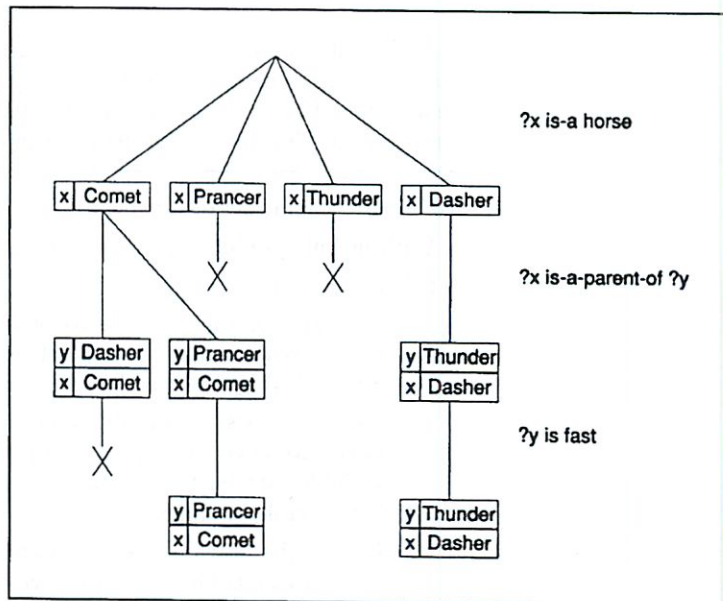 ?x is-a horse
x Comet x Prancer x Thunder x Dasher
X X
?x is-a-parent-of ?y
y Dasher y Prancer y Thunder
x Comet x Comet x Dasher
?y is fast
X
y Prancer y Thunder
x Comet x Dasher